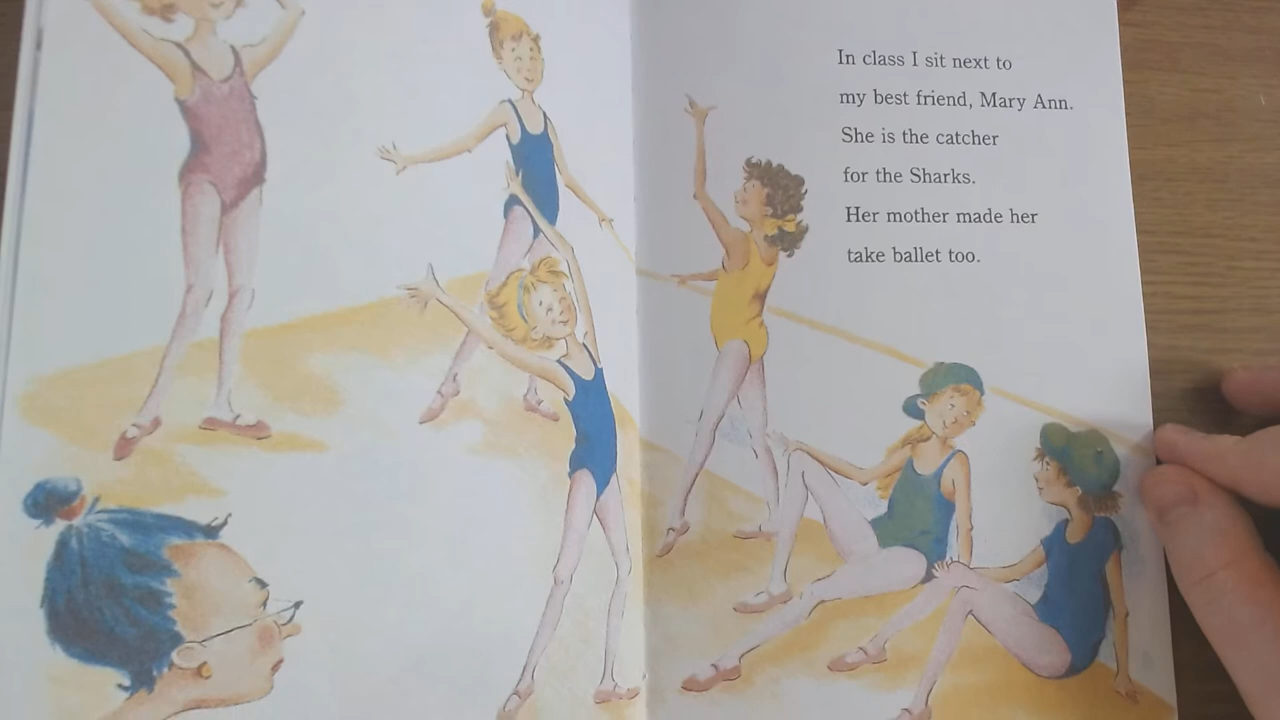 In class I sit next to
my best friend, Mary Ann.
She is the catcher
for the Sharks.
Her mother made her
take ballet too.